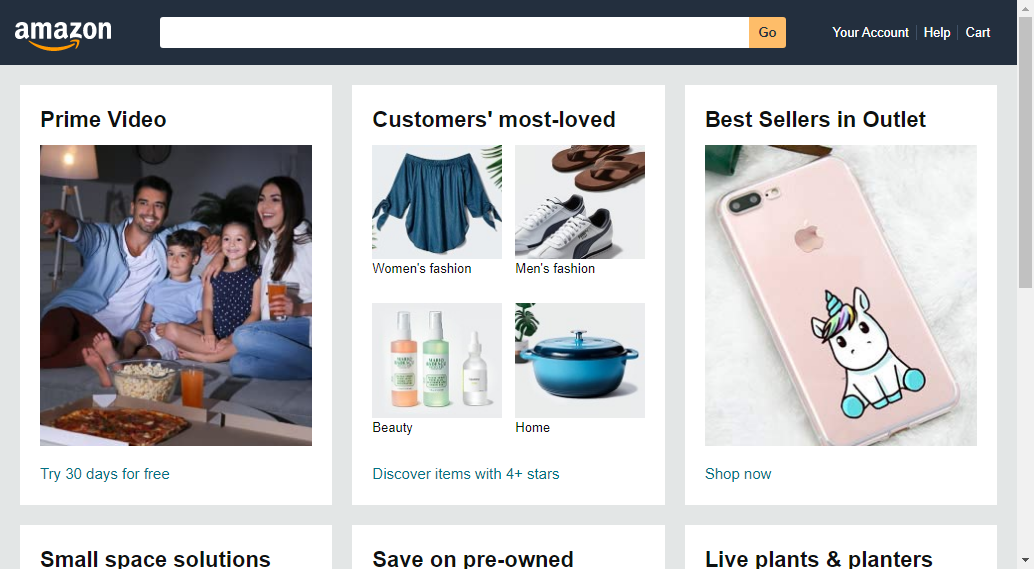 amazon
Go
Your Account
Help
Cart
Prime Video
Try 30 days for free
Customers' most-loved
Women's fashion
Men's fashion
Beauty
Home
Discover items with 4+ stars
Best Sellers in Outlet
Shop now
Small space solutions
Save on pre-owned
Live plants & planters